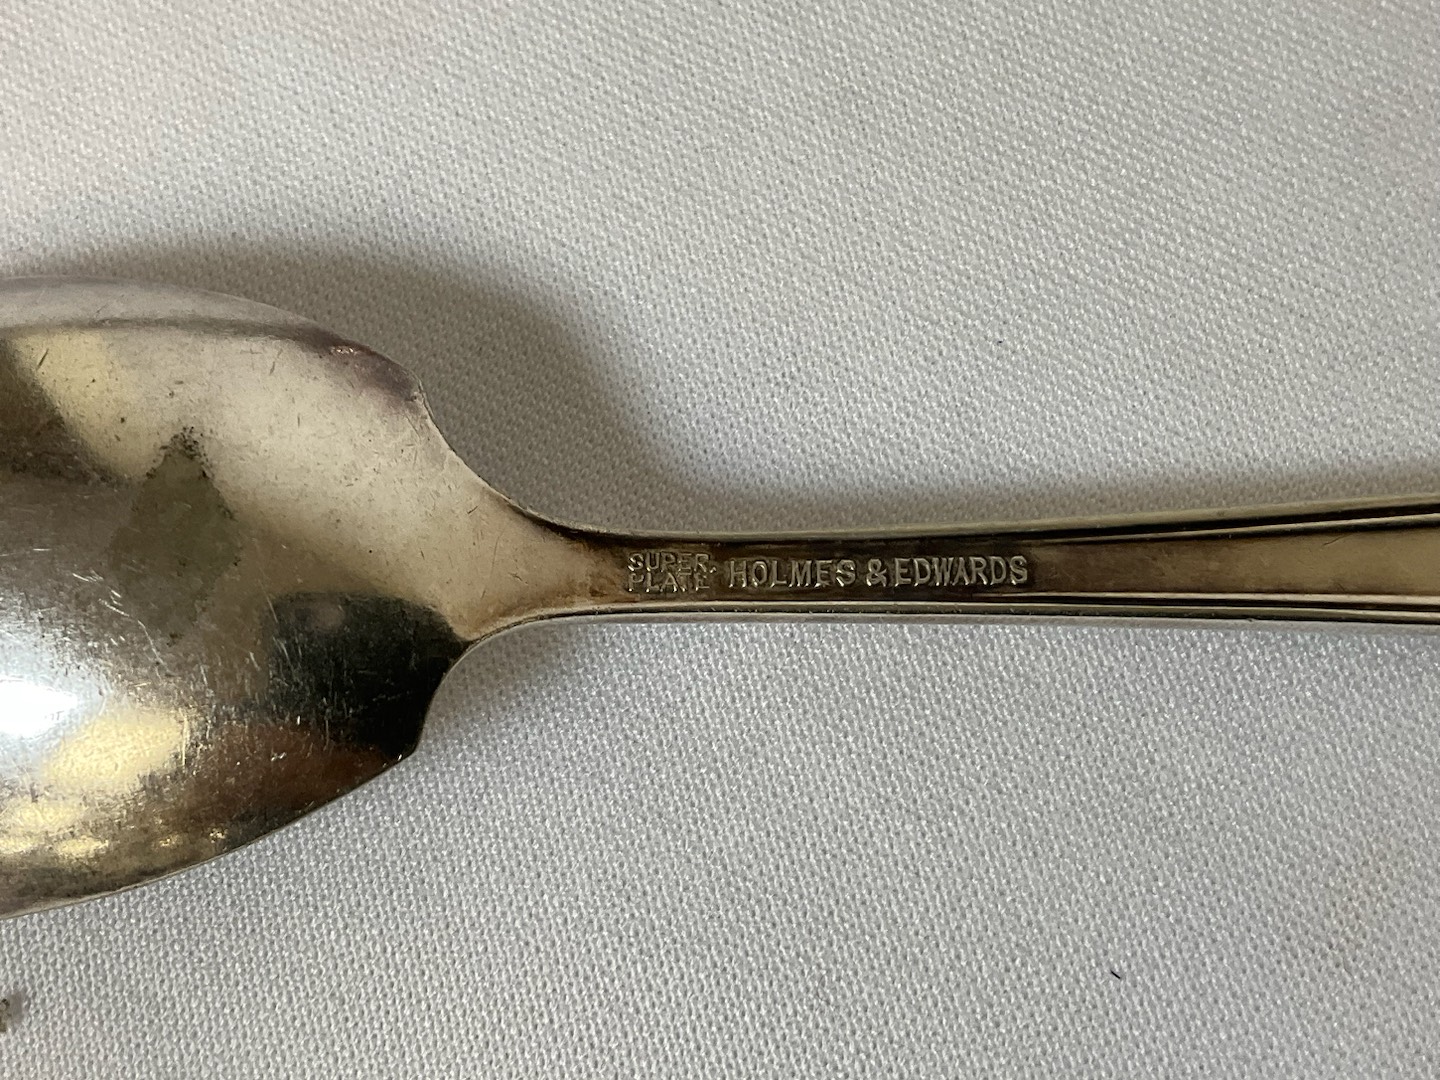 SUPER.
PLATE HOLMES & EDWARDS